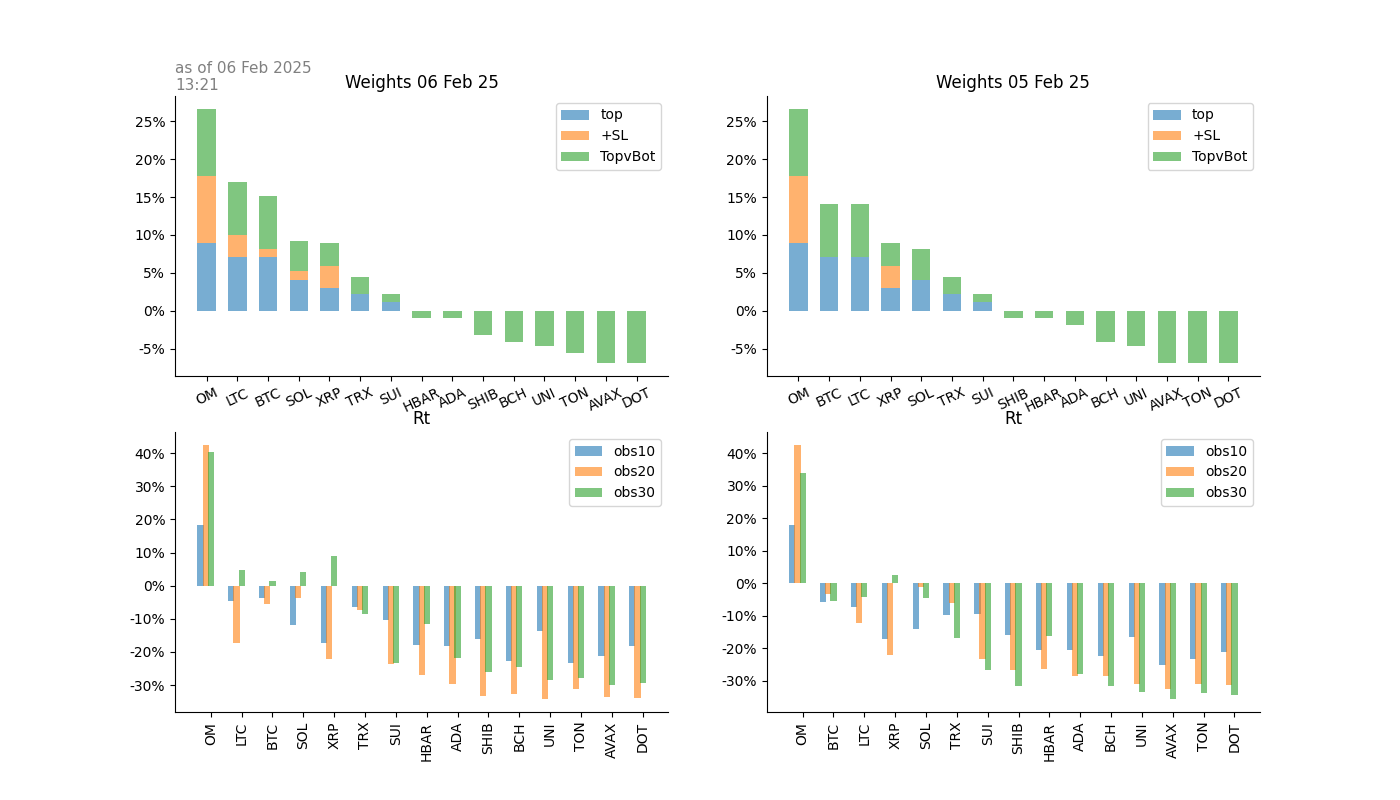 as of 06 Feb 2025
13:21
Weights 06 Feb 25
25%
20%
15%
10%
5%
0%
-5%
top
+SL
TopvBot
OM LTC BTC SOL XRP TRX SUI HBAR ADA SHIB BCH UNI TON AVAX DOT
Weights 05 Feb 25
25%
20%
15%
10%
5%
0%
-5%
top
+SL
TopvBot
OM BTC LTC XRP SOL TRX SUI SHIB HBAR ADA BCH UNI AVAX TON DOT
Rt
40%
30%
20%
10%
0%
-10%
-20%
-30%
obs10
obs20
obs30
OM LTC BTC SOL XRP TRX SUI HBAR ADA SHIB BCH UNI TON AVAX DOT
Rt
40%
30%
20%
10%
0%
-10%
-20%
-30%
obs10
obs20
obs30
OM BTC LTC XRP SOL TRX SUI SHIB HBAR ADA BCH UNI AVAX TON DOT